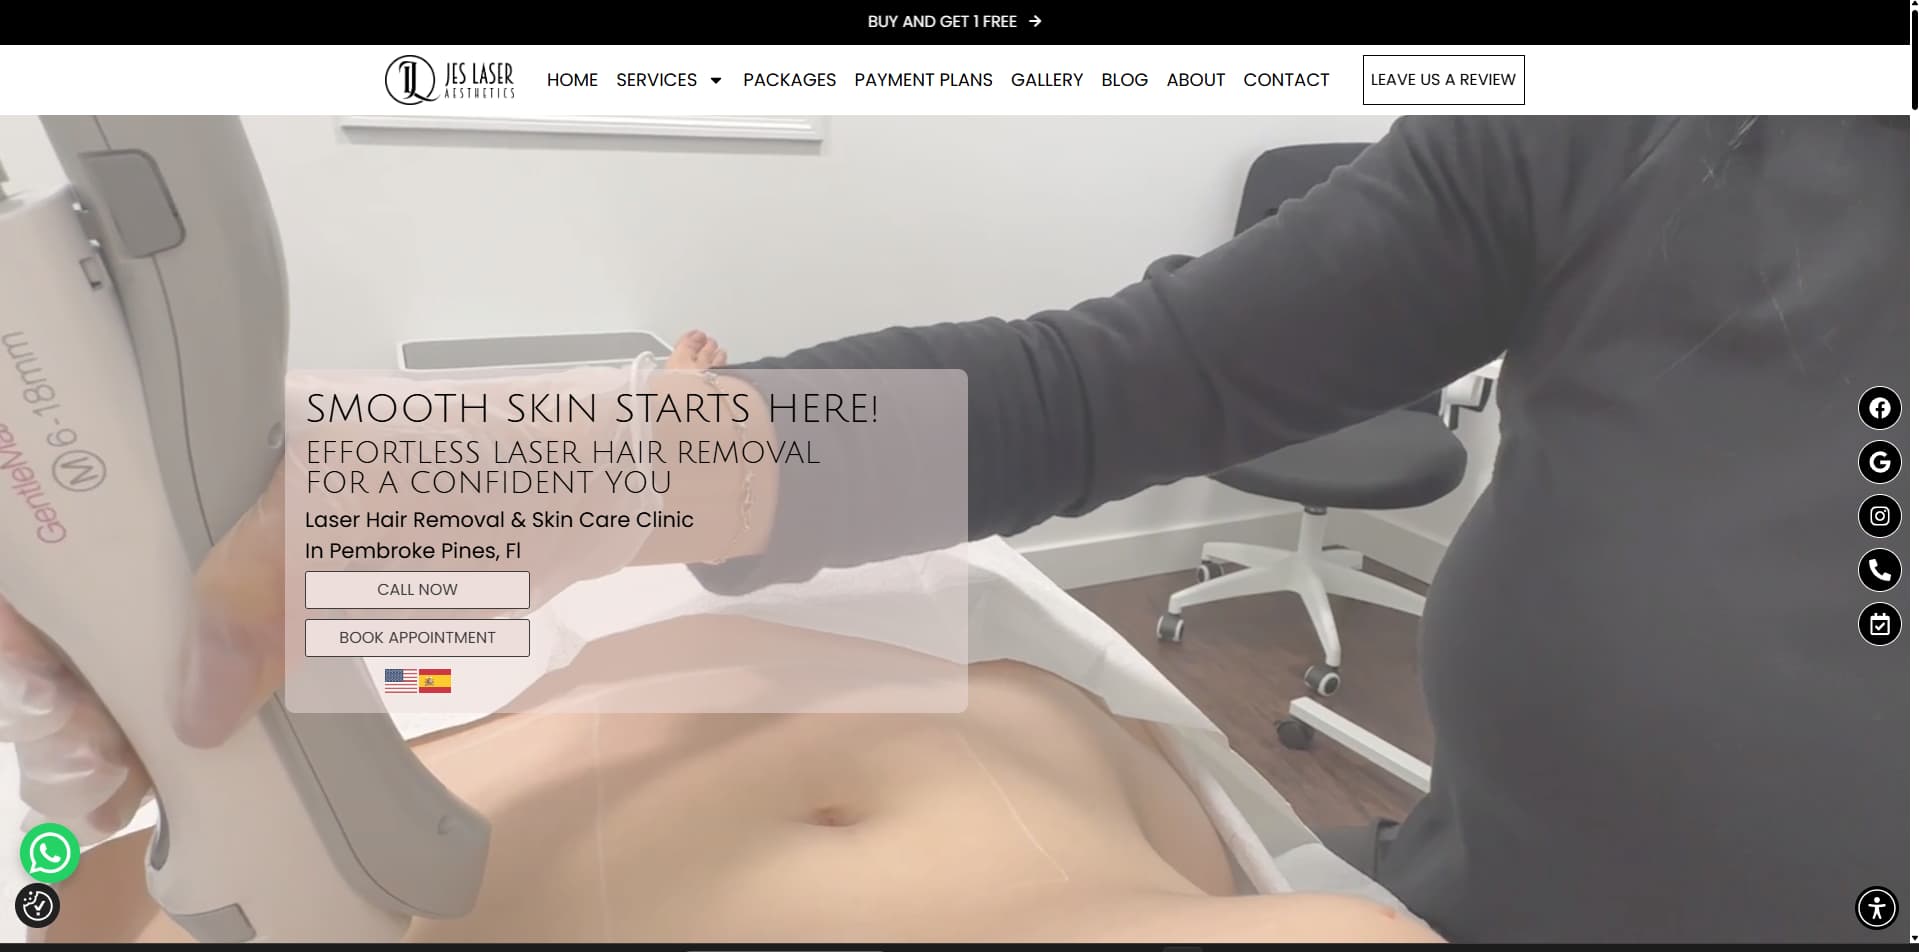 BUY AND GET 1 FREE
JES LASER
AESTHETICS
HOME SERVICES PACKAGES PAYMENT PLANS GALLERY BLOG ABOUT CONTACT
LEAVE US A REVIEW
SMOOTH SKIN STARTS HERE!
EFFORTLESS LASER HAIR REMOVAL
FOR A CONFIDENT YOU
Laser Hair Removal & Skin Care Clinic
In Pembroke Pines, Fl
CALL NOW
BOOK APPOINTMENT
M 6-18mm